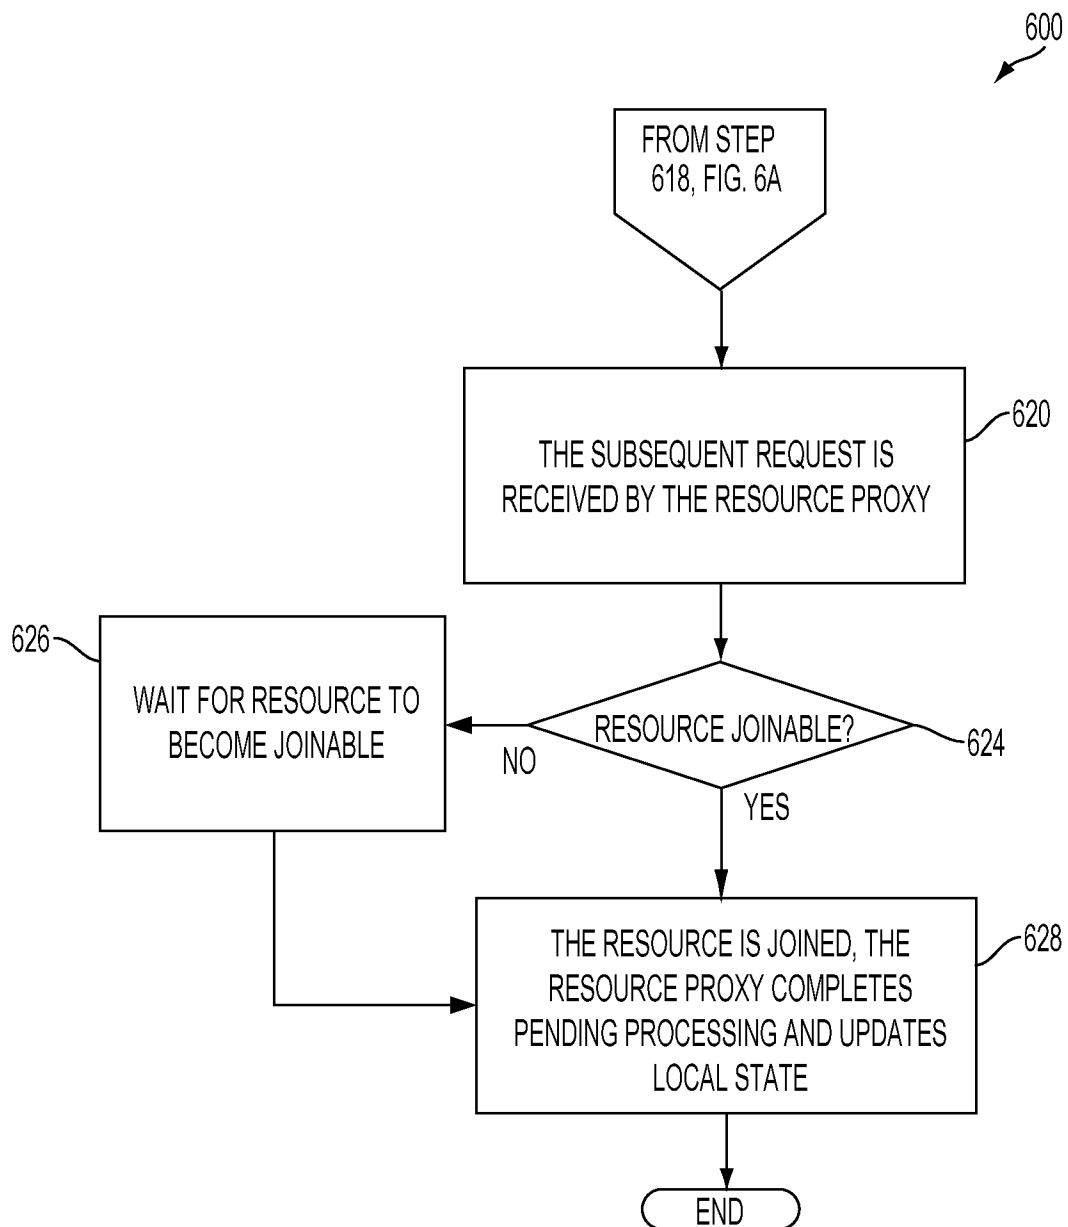 600
FROM STEP
618, FIG. 6A
620
THE SUBSEQUENT REQUEST IS
RECEIVED BY THE RESOURCE PROXY
626
WAIT FOR RESOURCE TO
BECOME JOINABLE
RESOURCE JOINABLE?
624
NO
YES
628
THE RESOURCE IS JOINED, THE
RESOURCE PROXY COMPLETES
PENDING PROCESSING AND UPDATES
LOCAL STATE
END